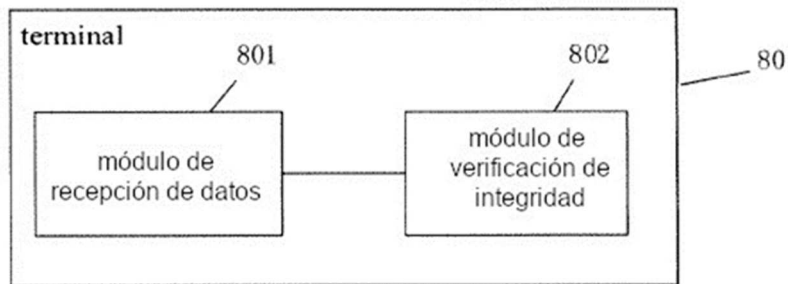 terminal
801
802
80
módulo de
recepción de datos
módulo de
verificación de
integridad